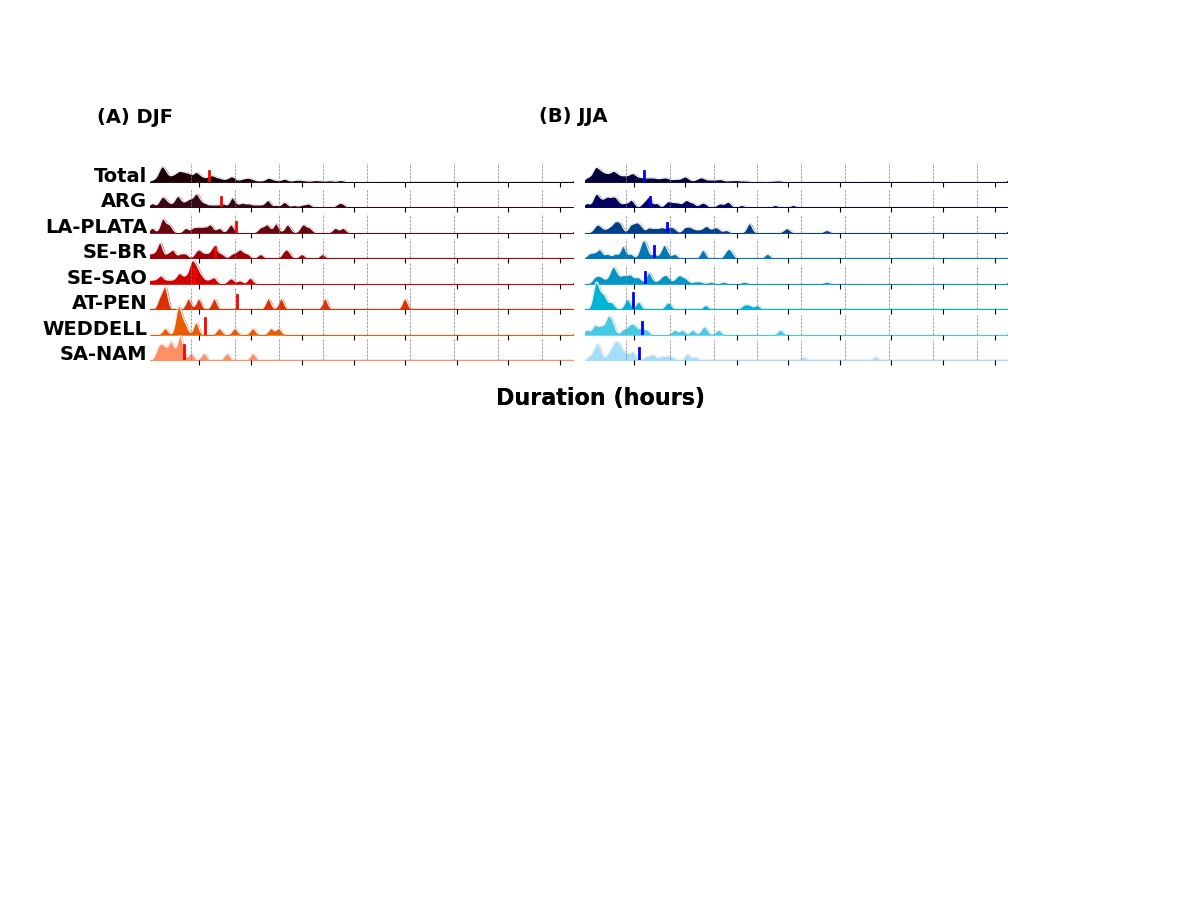 (A) DJF
(B) JJA
Total
ARG
LA-PLATA
SE-BR
SE-SAO
AT-PEN
WEDDELL
SA-NAM
Duration (hours)